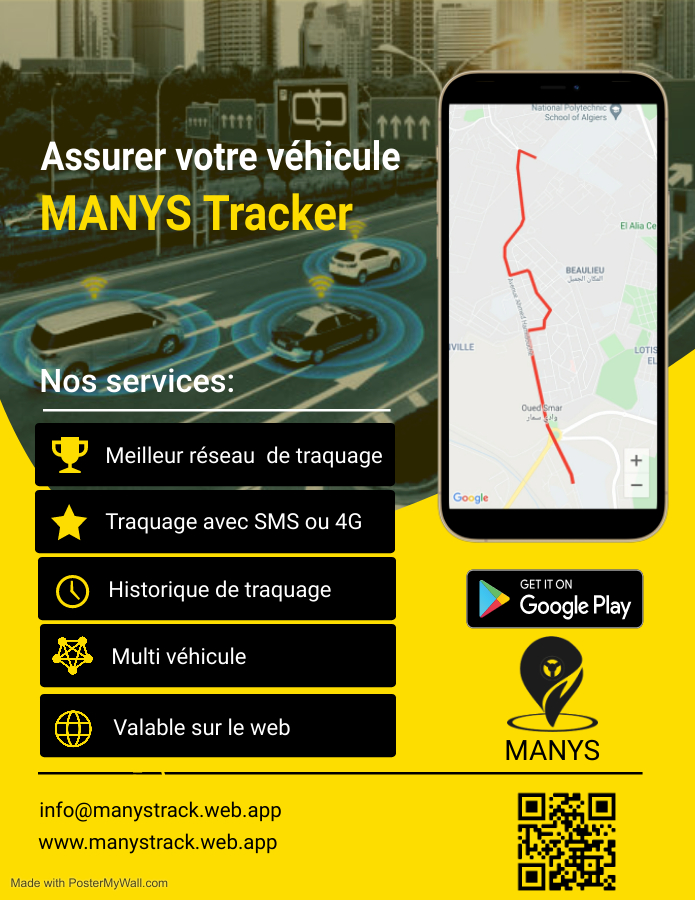 Assurer votre véhicule
MANYS Tracker
Nos services:
Meilleur réseau de traquage
Traquage avec SMS ou 4G
Historique de traquage
Multi véhicule
Valable sur le web
National Polytechnic
School of Algiers
El Alia Ce
BEAULIEU
المكان الجميل
VILLE
LOTIS
EL
Oued Smar
وادي سمار
+
−
Google
GET IT ON
Google Play
MANYS
info@manystrack.web.app
www.manystrack.web.app
Made with PosterMyWall.com